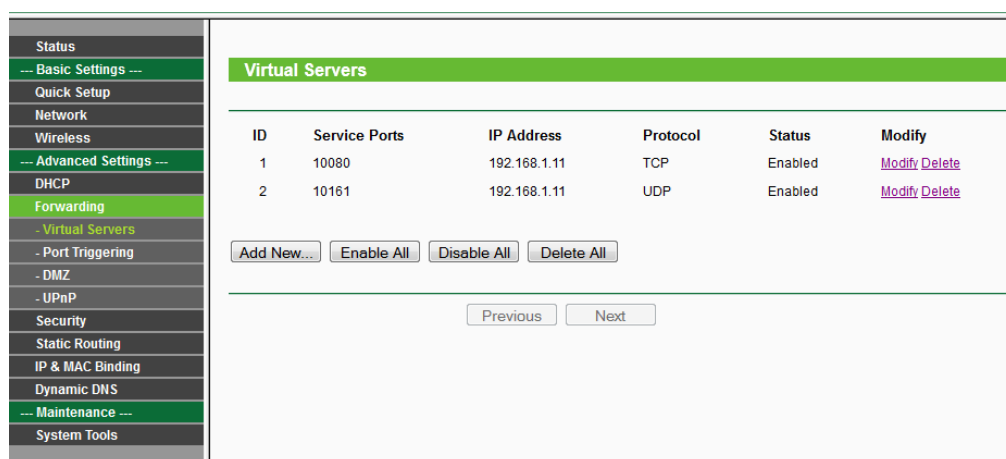 Status
--- Basic Settings ---
Quick Setup
Network
Wireless
--- Advanced Settings ---
DHCP
Forwarding
- Virtual Servers
- Port Triggering
- DMZ
- UPnP
Security
Static Routing
IP & MAC Binding
Dynamic DNS
--- Maintenance ---
System Tools
Virtual Servers
ID Service Ports IP Address Protocol Status Modify
1 10080 192.168.1.11 TCP Enabled Modify Delete
2 10161 192.168.1.11 UDP Enabled Modify Delete
Add New... Enable All Disable All Delete All
Previous Next